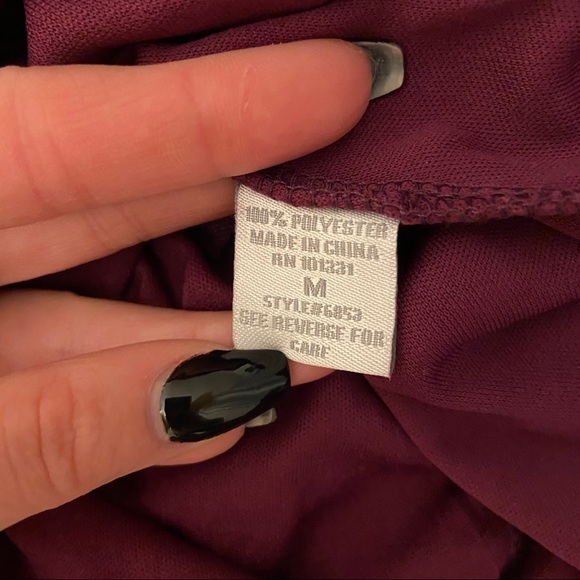 100% POLYESTER
MADE IN CHINA
RN 101331
M
STYLE#6853
SEE REVERSE FOR
CARE